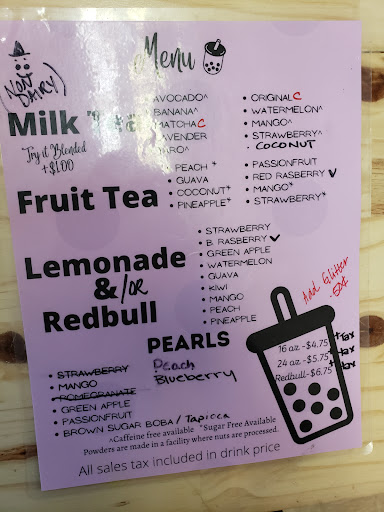 Menu
(NON DAIRY)
Milk Tea
Try it Blended
+$1.00
AVOCADO^
BANANA^
MATCHA C
LAVENDER
TARO^
• ORIGINAL C
• WATERMELON^
• MANGO^
• STRAWBERRY^
• COCONUT
Fruit Tea
• PEACH *
• GUAVA
• COCONUT*
• PINEAPPLE*
• PASSIONFRUIT
• RED RASBERRY ✓
• MANGO*
• STRAWBERRY*
Lemonade
& /OR
Redbull
• STRAWBERRY
• B. RASBERRY ✓
• GREEN APPLE
• WATERMELON
• GUAVA
• KIWI
• MANGO
• PEACH
• PINEAPPLE
Add Glitter
.50¢
PEARLS
• STRAWBERRY
• MANGO
• POMEGRANATE
• GREEN APPLE
• PASSIONFRUIT
• BROWN SUGAR BOBA / Tapioca
Peach
Blueberry
16 oz -$4.75 +tax
24 oz -$5.75 +tax
Redbull-$6.75 +tax
^Caffeine free available *Sugar Free Available
Powders are made in a facility where nuts are processed.
All sales tax included in drink price